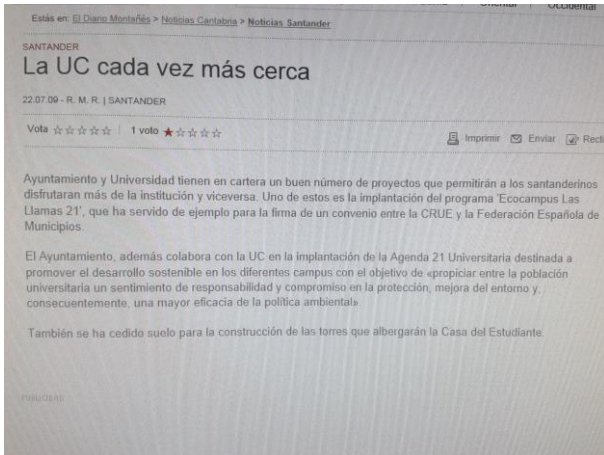 Oriental Occidental
Estás en: El Diario Montañés > Noticias Cantabria > Noticias Santander
SANTANDER
La UC cada vez más cerca
22.07.09 - R. M. R. | SANTANDER
Vota ☆☆☆☆☆ | 1 voto ★☆☆☆☆
Imprimir Enviar Recti
Ayuntamiento y Universidad tienen en cartera un buen número de proyectos que permitirán a los santanderinos
disfrutaran más de la institución y viceversa. Uno de estos es la implantación del programa 'Ecocampus Las
Llamas 21', que ha servido de ejemplo para la firma de un convenio entre la CRUE y la Federación Española de
Municipios.
El Ayuntamiento, además colabora con la UC en la implantación de la Agenda 21 Universitaria destinada a
promover el desarrollo sostenible en los diferentes campus con el objetivo de «propiciar entre la población
universitaria un sentimiento de responsabilidad y compromiso en la protección, mejora del entorno y,
consecuentemente, una mayor eficacia de la política ambiental»
También se ha cedido suelo para la construcción de las torres que albergarán la Casa del Estudiante.